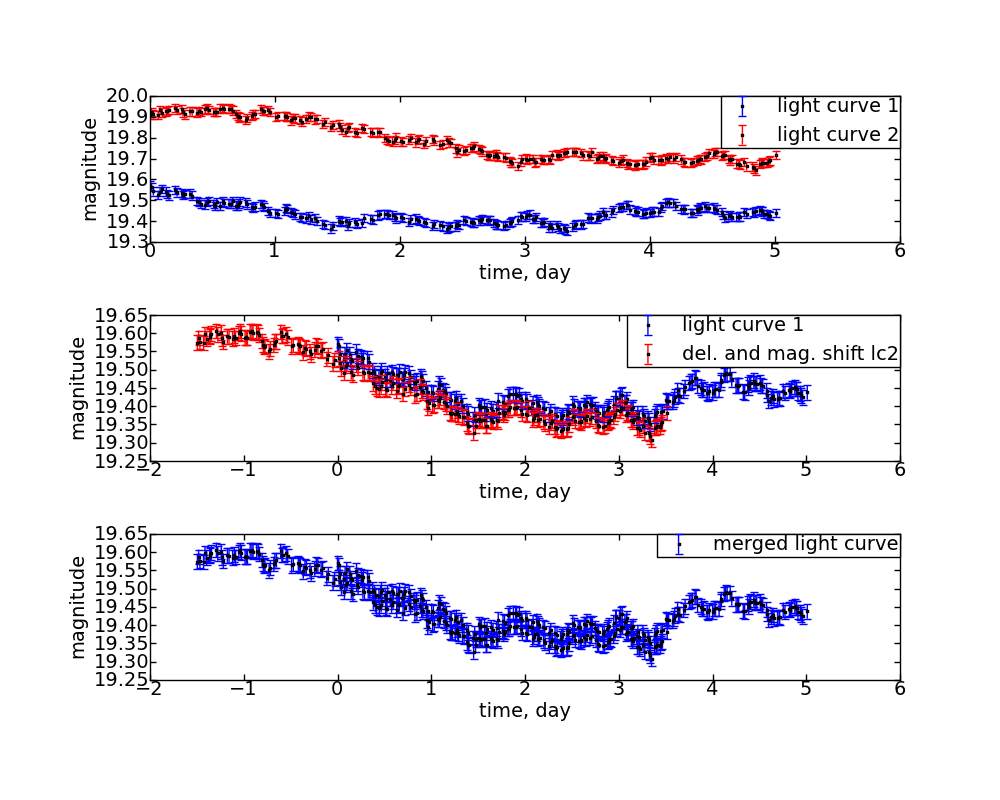 20.0
19.9
19.8
19.7
19.6
19.5
19.4
19.3
magnitude
light curve 1
light curve 2
0 1 2 3 4 5 6
time, day
19.65
19.60
19.55
19.50
19.45
19.40
19.35
19.30
19.25
magnitude
light curve 1
del. and mag. shift lc2
−2 −1 0 1 2 3 4 5 6
time, day
19.65
19.60
19.55
19.50
19.45
19.40
19.35
19.30
19.25
magnitude
merged light curve
−2 −1 0 1 2 3 4 5 6
time, day